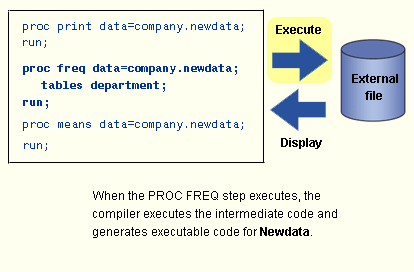 proc print data=company.newdata;
run;
proc freq data=company.newdata;
tables department;
run;
proc means data=company.newdata;
run;
Execute
External
file
Display
When the PROC FREQ step executes, the
compiler executes the intermediate code and
generates executable code for Newdata.